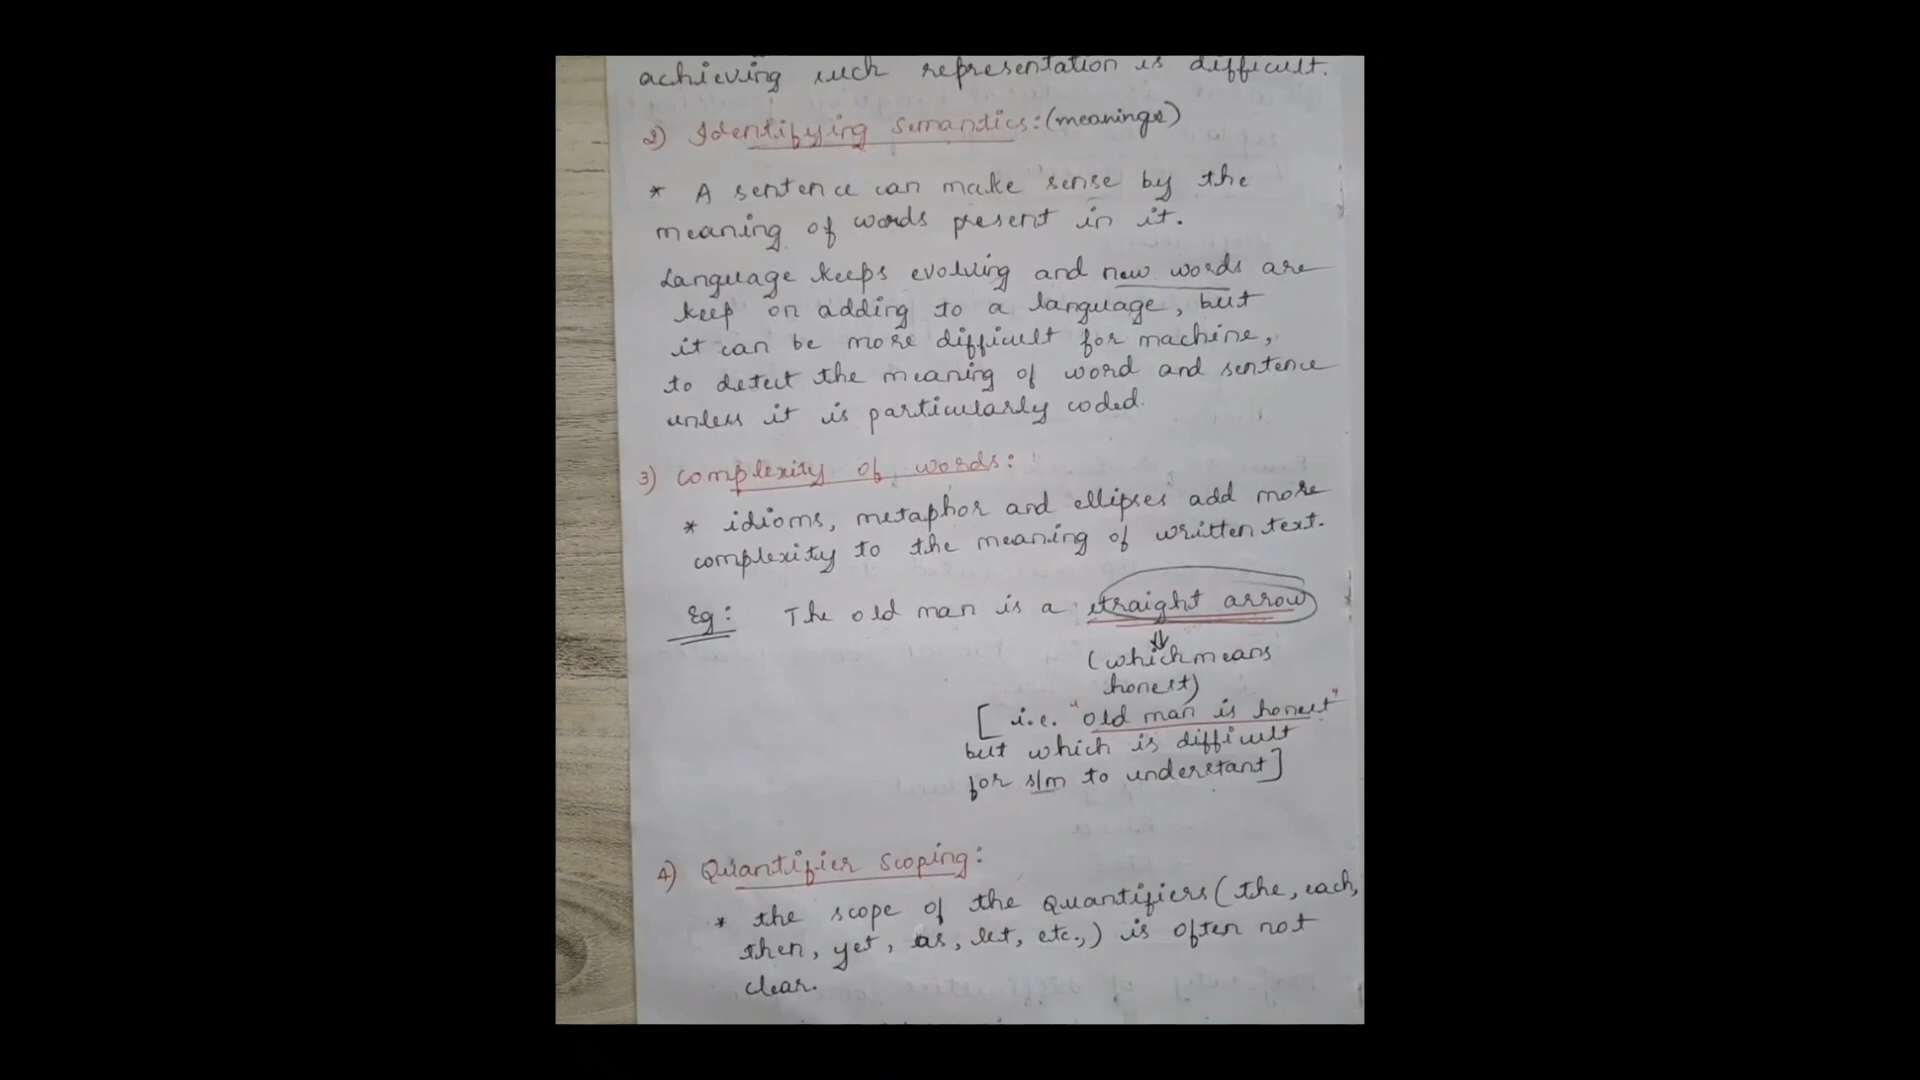 achieving such representation is difficult.
2) Identifying Semantics: (meanings)
* A sentence can make sense by the
meaning of words present in it.
Language keeps evolving and new words are
keep on adding to a language, but
it can be more difficult for machine,
to detect the meaning of word and sentence
unless it is particularly coded.
3) complexity of words:
* idioms, metaphor and ellipses add more
complexity to the meaning of written text.
Eg: The old man is a straight arrow
(which means
honest)
[i.e. "old man is honest"
but which is difficult
for s/m to understant]
4) Quantifier Scoping:
* the scope of the Quantifiers (the, each,
then, yet, as, let, etc.,) is often not
clear.